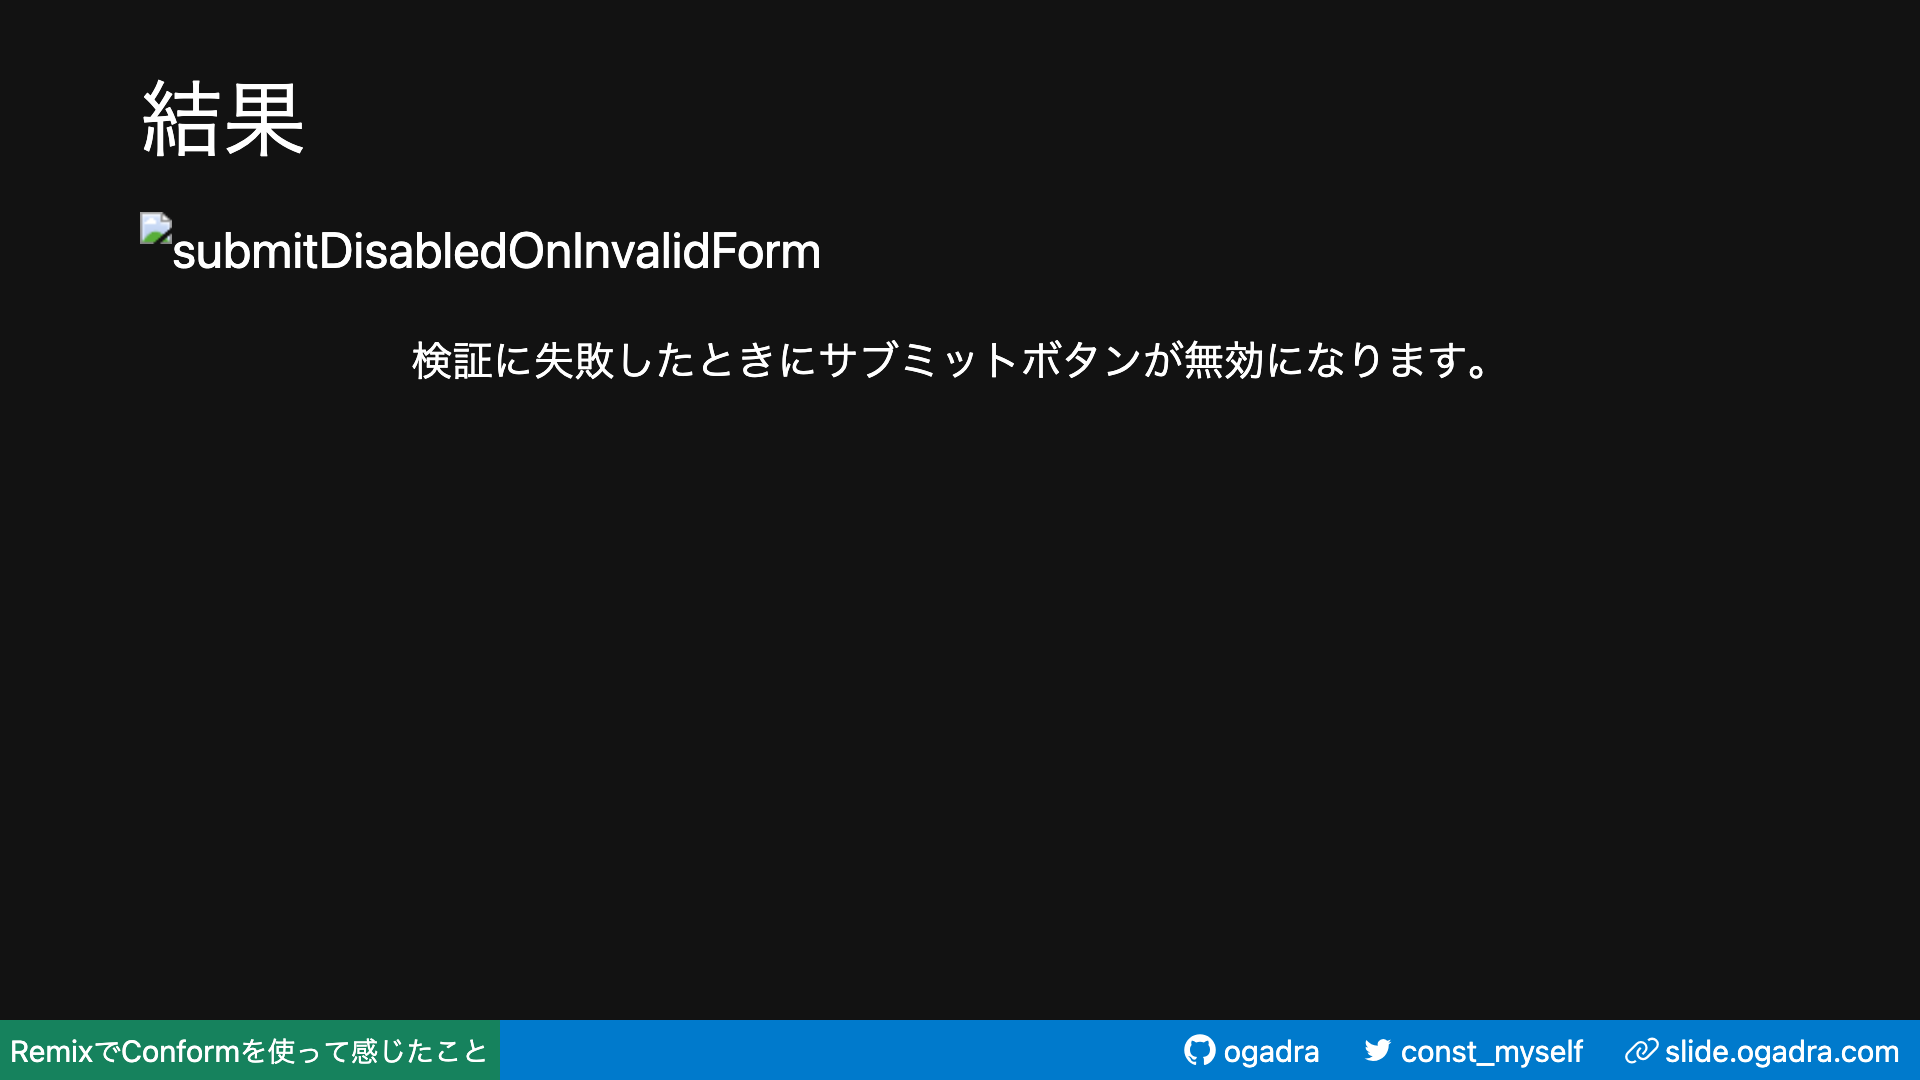 結果
submitDisabledOnInvalidForm
検証に失敗したときにサブミットボタンが無効になります。
RemixでConformを使って感じたこと
ogadra
const_myself
slide.ogadra.com